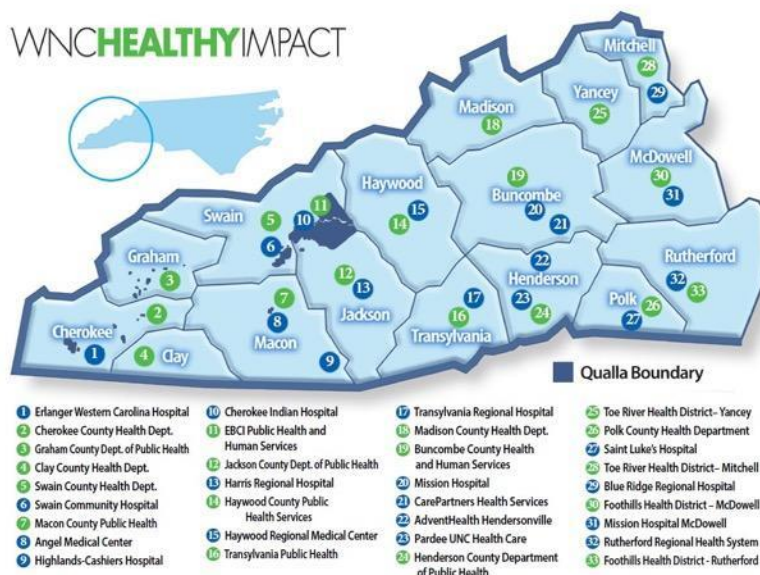 WNCHEALTHYIMPACT
Mitchell
28
29
Yancey
25
Madison
18
McDowell
30
31
Haywood
15
14
19
Buncombe
20
21
Swain
5
10
11
6
Graham
3
Rutherford
32
33
22
Henderson
23
24
12
13
Jackson
17
16
Transylvania
Polk
26
27
7
8
Macon
9
2
Cherokee
1
4
Clay
Qualla Boundary
1 Erlanger Western Carolina Hospital
2 Cherokee County Health Dept.
3 Graham County Dept. of Public Health
4 Clay County Health Dept.
5 Swain County Health Dept.
6 Swain Community Hospital
7 Macon County Public Health
8 Angel Medical Center
9 Highlands-Cashiers Hospital
10 Cherokee Indian Hospital
11 EBCI Public Health and
Human Services
12 Jackson County Dept. of Public Health
13 Harris Regional Hospital
14 Haywood County Public
Health Services
15 Haywood Regional Medical Center
16 Transylvania Public Health
17 Transylvania Regional Hospital
18 Madison County Health Dept.
19 Buncombe County Health
and Human Services
20 Mission Hospital
21 CarePartners Health Services
22 AdventHealth Hendersonville
23 Pardee UNC Health Care
24 Henderson County Department
of Public Health
25 Toe River Health District– Yancey
26 Polk County Health Department
27 Saint Luke's Hospital
28 Toe River Health District– Mitchell
29 Blue Ridge Regional Hospital
30 Foothills Health District – McDowell
31 Mission Hospital McDowell
32 Rutherford Regional Health System
33 Foothills Health District - Rutherford